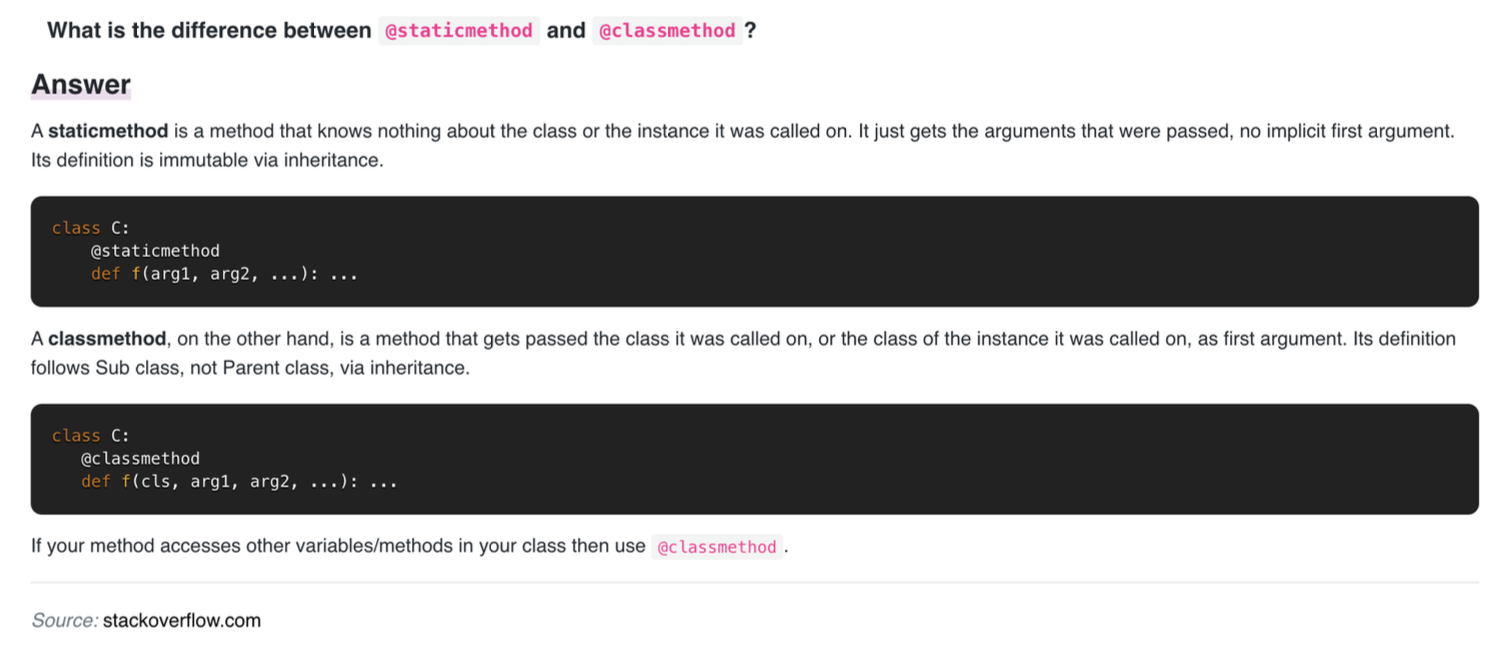 What is the difference between @staticmethod and @classmethod ?
Answer
A staticmethod is a method that knows nothing about the class or the instance it was called on. It just gets the arguments that were passed, no implicit first argument.
Its definition is immutable via inheritance.
class C:
    @staticmethod
    def f(arg1, arg2, ...): ...
A classmethod, on the other hand, is a method that gets passed the class it was called on, or the class of the instance it was called on, as first argument. Its definition
follows Sub class, not Parent class, via inheritance.
class C:
   @classmethod
   def f(cls, arg1, arg2, ...): ...
If your method accesses other variables/methods in your class then use @classmethod .
Source: stackoverflow.com